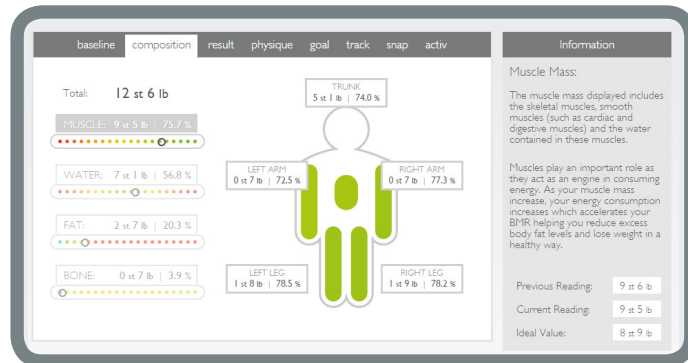 baseline composition result physique goal track snap activ
Information
Total: 12 st 6 lb
MUSCLE: 9 st 5 lb | 75.7 %
WATER: 7 st 1 lb | 56.8 %
FAT: 2 st 7 lb | 20.3 %
BONE: 0 st 7 lb | 3.9 %
TRUNK
5 st 1 lb | 74.0 %
LEFT ARM
0 st 7 lb | 72.5 %
RIGHT ARM
0 st 7 lb | 77.3 %
LEFT LEG
1 st 8 lb | 78.5 %
RIGHT LEG
1 st 9 lb | 78.2 %
Muscle Mass:
The muscle mass displayed includes
the skeletal muscles, smooth
muscles (such as cardiac and
digestive muscles) and the water
contained in these muscles.
Muscles play an important role as
they act as an engine in consuming
energy. As your muscle mass
increase, your energy consumption
increases which accelerates your
BMR helping you reduce excess
body fat levels and lose weight in a
healthy way.
Previous Reading: 9 st 6 lb
Current Reading: 9 st 5 lb
Ideal Value: 8 st 9 lb